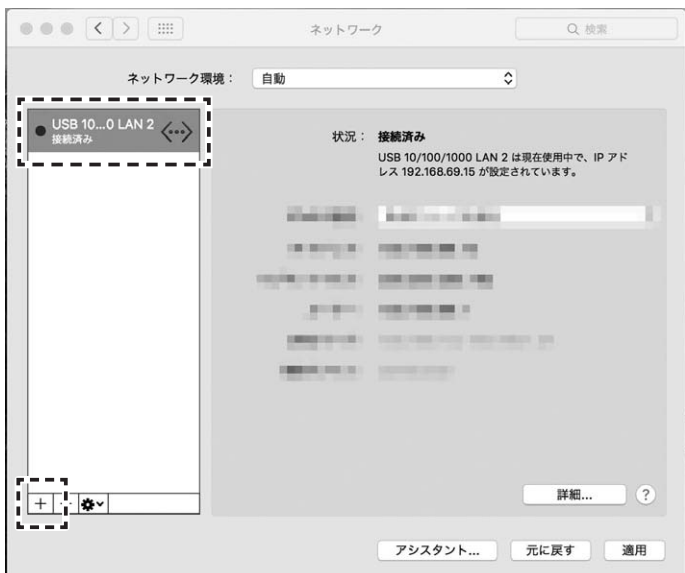 ネットワーク
検索
ネットワーク環境：
自動
USB 10...0 LAN 2
接続済み
状況：
接続済み
USB 10/100/1000 LAN 2 は現在使用中で、IP アド
レス 192.168.69.15 が設定されています。
詳細...
?
アシスタント...
元に戻す
適用